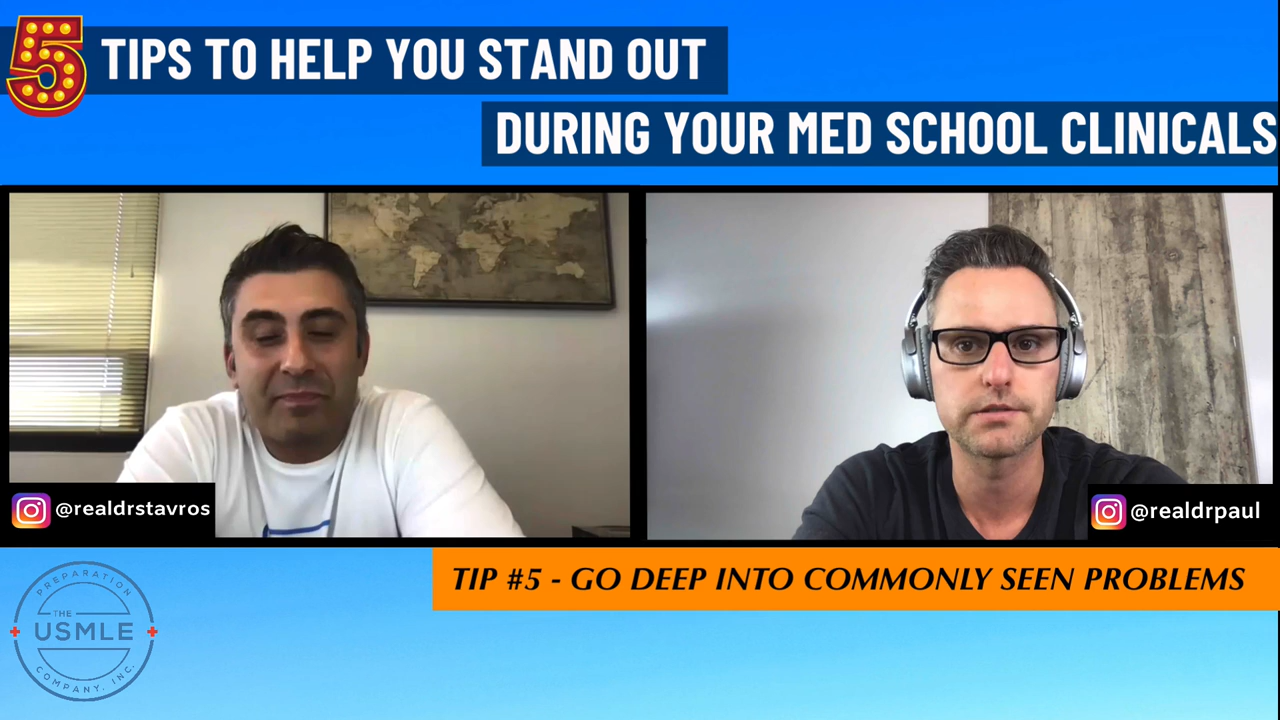 5 TIPS TO HELP YOU STAND OUT
DURING YOUR MED SCHOOL CLINICALS
@realdrstavros
@realdrpaul
TIP #5 - GO DEEP INTO COMMONLY SEEN PROBLEMS
PREPARATION
THE
USMLE
COMPANY, INC.